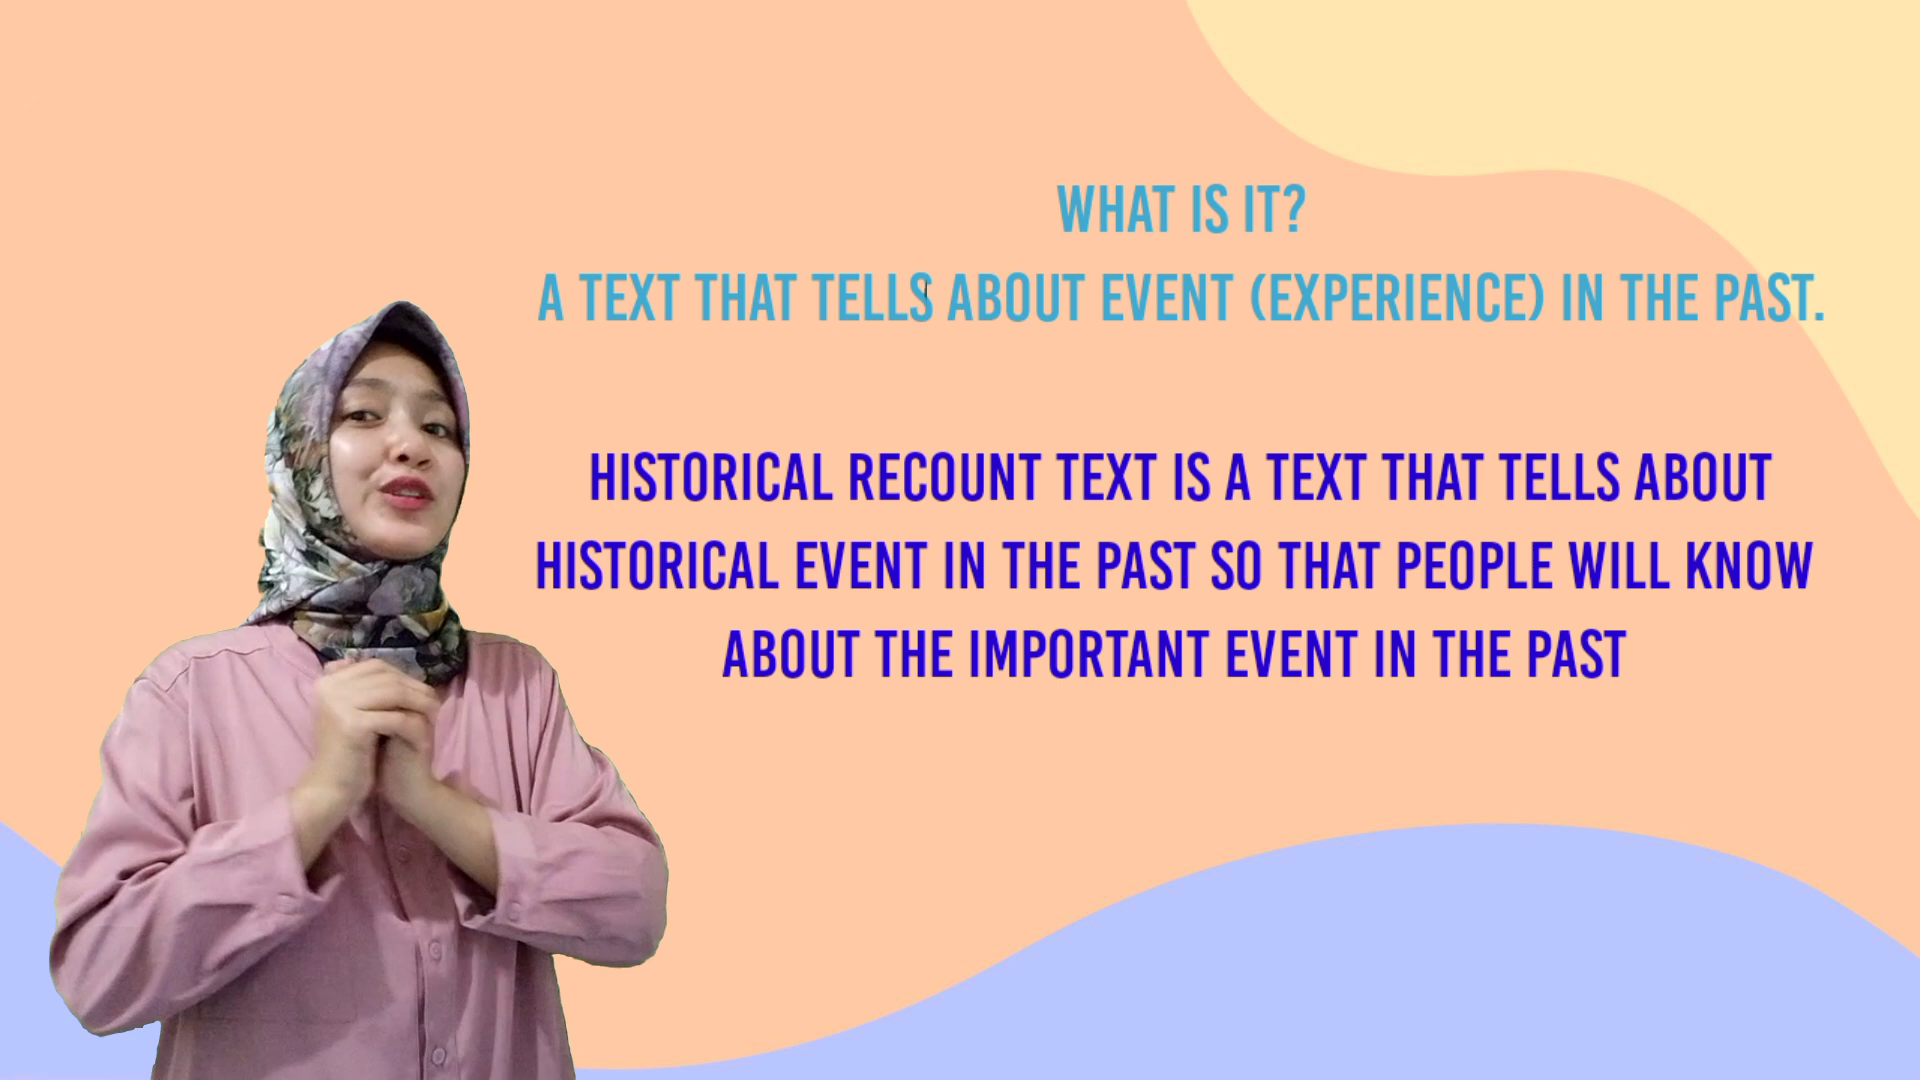 WHAT IS IT?
A TEXT THAT TELLS ABOUT EVENT (EXPERIENCE) IN THE PAST.
HISTORICAL RECOUNT TEXT IS A TEXT THAT TELLS ABOUT
HISTORICAL EVENT IN THE PAST SO THAT PEOPLE WILL KNOW
ABOUT THE IMPORTANT EVENT IN THE PAST